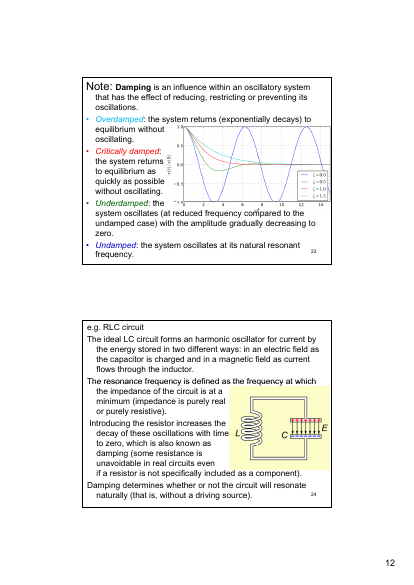 Note: Damping is an influence within an oscillatory system
that has the effect of reducing, restricting or preventing its
oscillations.
• Overdamped: the system returns (exponentially decays) to
equilibrium without
oscillating.
• Critically damped:
the system returns
to equilibrium as
quickly as possible
without oscillating.
• Underdamped: the
system oscillates (at reduced frequency compared to the
undamped case) with the amplitude gradually decreasing to
zero.
• Undamped: the system oscillates at its natural resonant
frequency.
1.0
0.5
0.0
−0.5
0 2 4 6 8 10 12 14
x(t)/x(0)
ζ=0.0
ζ=0.5
ζ=1.0
ζ=1.5
23
e.g. RLC circuit
The ideal LC circuit forms an harmonic oscillator for current by
the energy stored in two different ways: in an electric field as
the capacitor is charged and in a magnetic field as current
flows through the inductor.
The resonance frequency is defined as the frequency at which
the impedance of the circuit is at a
minimum (impedance is purely real
or purely resistive).
Introducing the resistor increases the
decay of these oscillations with time
to zero, which is also known as
damping (some resistance is
unavoidable in real circuits even
if a resistor is not specifically included as a component).
Damping determines whether or not the circuit will resonate
naturally (that is, without a driving source).
L
C
E
24
12